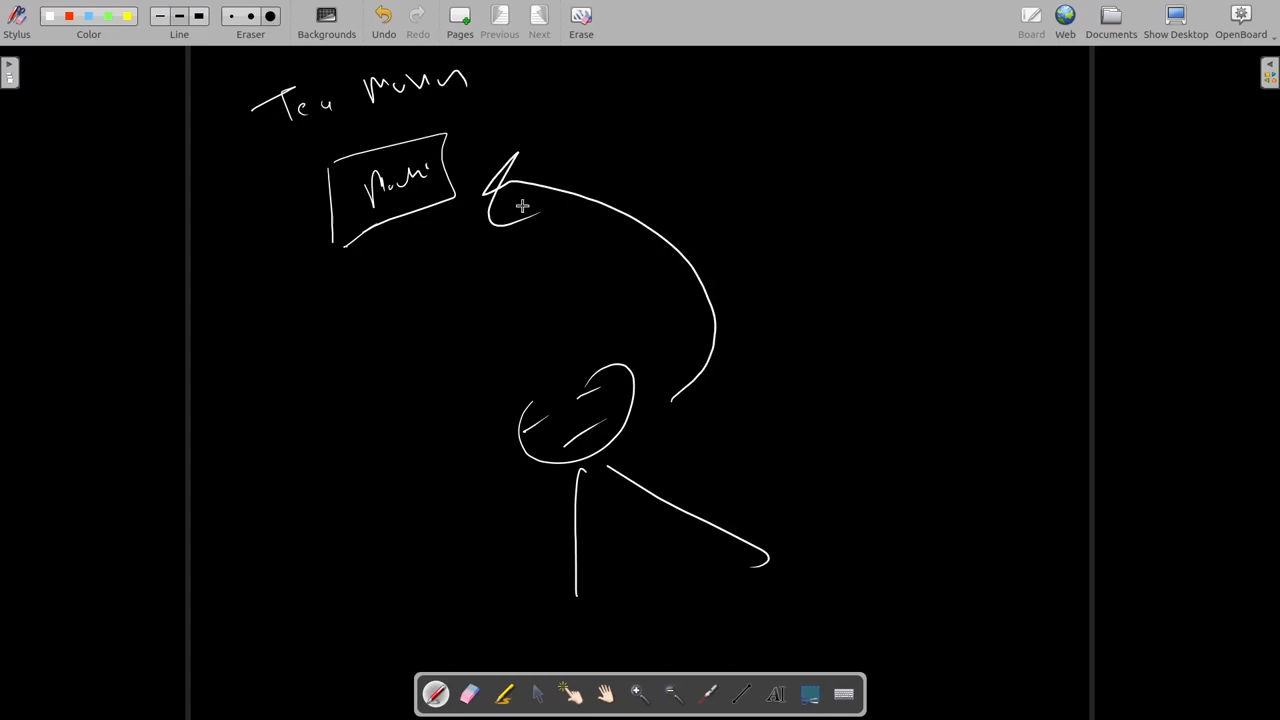 Stylus
Color
Line
Eraser
Backgrounds
Undo
Redo
Pages
Previous
Next
Erase
Board
Web
Documents
Show Desktop
OpenBoard